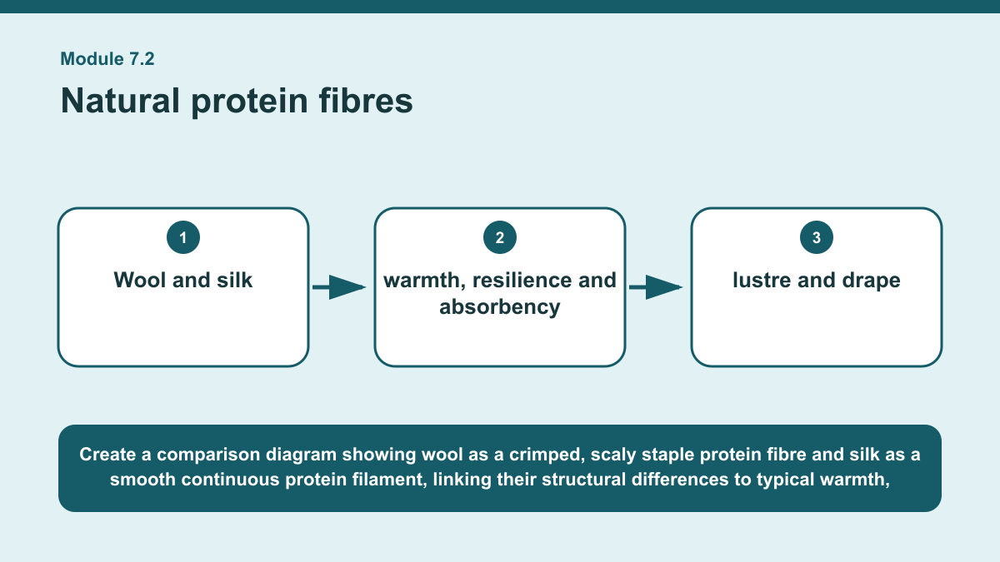 Module 7.2
Natural protein fibres
1
Wool and silk
2
warmth, resilience and
absorbency
3
lustre and drape
Create a comparison diagram showing wool as a crimped, scaly staple protein fibre and silk as a
smooth continuous protein filament, linking their structural differences to typical warmth,